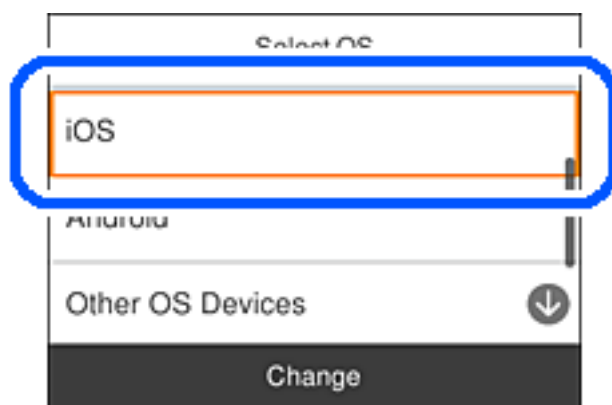 Select OS
iOS
Android
Other OS Devices
Change